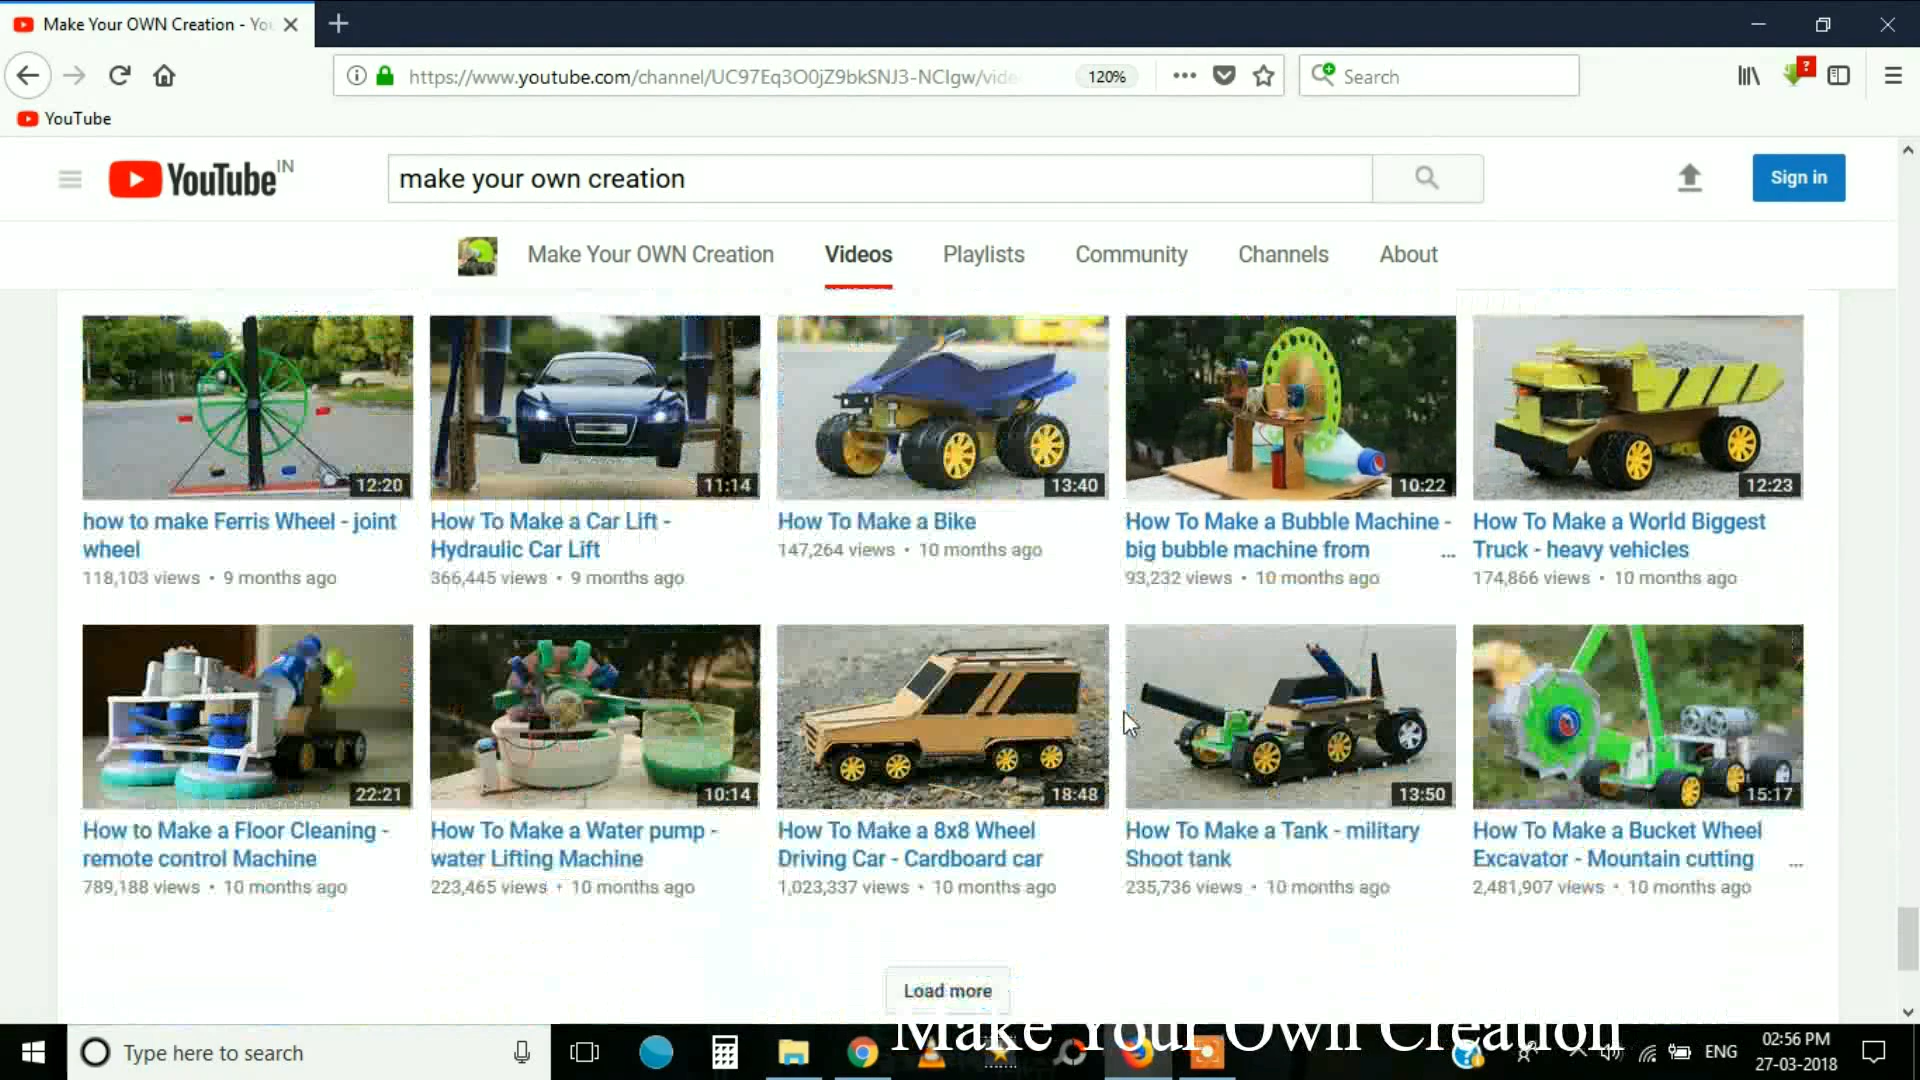 Make Your OWN Creation - You
https://www.youtube.com/channel/UC97Eq3O0jZ9bkSNJ3-NCIgw/vide
120%
Search
?
YouTube
YouTube IN
make your own creation
Sign in
Make Your OWN Creation
Videos
Playlists
Community
Channels
About
12:20
11:14
13:40
10:22
12:23
how to make Ferris Wheel - joint
wheel
118,103 views • 9 months ago
How To Make a Car Lift -
Hydraulic Car Lift
366,445 views • 9 months ago
How To Make a Bike
147,264 views • 10 months ago
How To Make a Bubble Machine -
big bubble machine from ...
93,232 views • 10 months ago
How To Make a World Biggest
Truck - heavy vehicles
174,866 views • 10 months ago
22:21
10:14
18:48
13:50
15:17
How to Make a Floor Cleaning -
remote control Machine
789,188 views • 10 months ago
How To Make a Water pump -
water Lifting Machine
223,465 views • 10 months ago
How To Make a 8x8 Wheel
Driving Car - Cardboard car
1,023,337 views • 10 months ago
How To Make a Tank - military
Shoot tank
235,736 views • 10 months ago
How To Make a Bucket Wheel
Excavator - Mountain cutting ...
2,481,907 views • 10 months ago
Load more
Make Your Own Creation
Type here to search
ENG
02:56 PM
27-03-2018